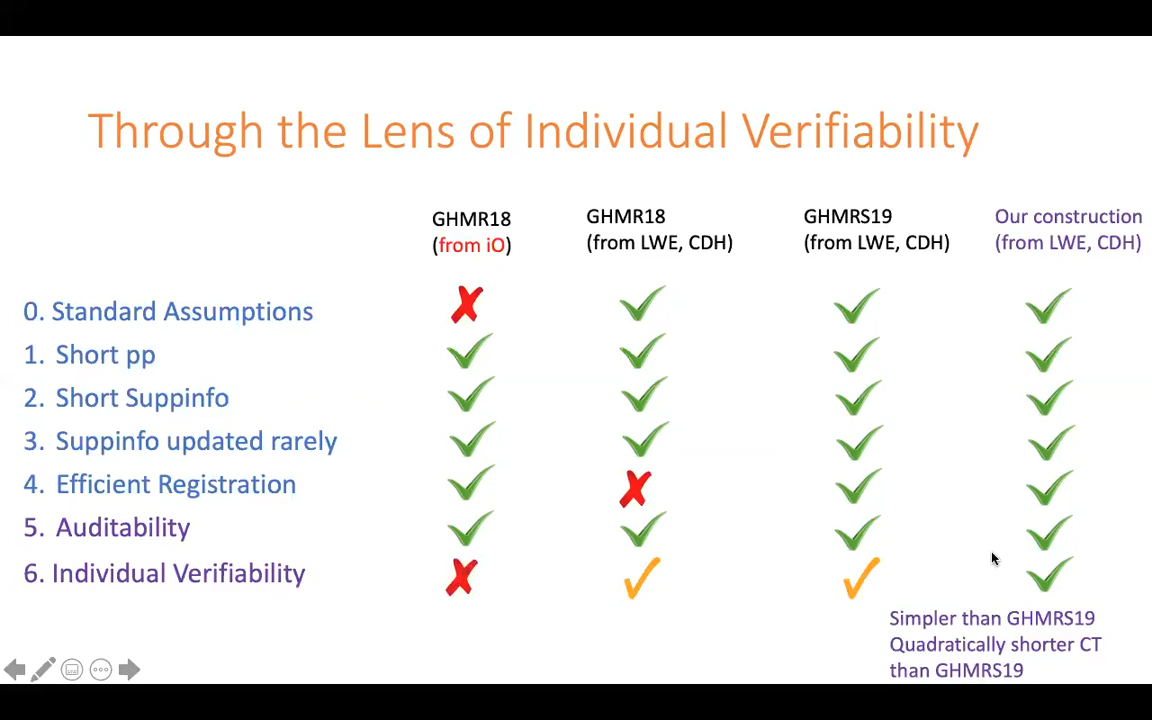 Through the Lens of Individual Verifiability
GHMR18
(from iO)
GHMR18
(from LWE, CDH)
GHMRS19
(from LWE, CDH)
Our construction
(from LWE, CDH)
0. Standard Assumptions
1. Short pp
2. Short Suppinfo
3. Suppinfo updated rarely
4. Efficient Registration
5. Auditability
6. Individual Verifiability
Simpler than GHMRS19
Quadratically shorter CT
than GHMRS19